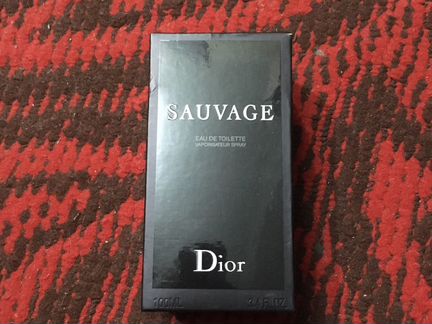 SAUVAGE
EAU DE TOILETTE
VAPORISATEUR SPRAY
Dior
100ML 3.4 FL.OZ